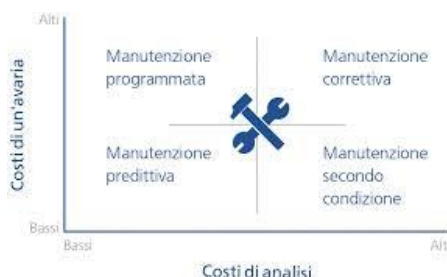 Alti
Costi di un'avaria
Manutenzione
programmata
Manutenzione
correttiva
Manutenzione
predittiva
Manutenzione
secondo
condizione
Bassi
Bassi
Alti
Costi di analisi